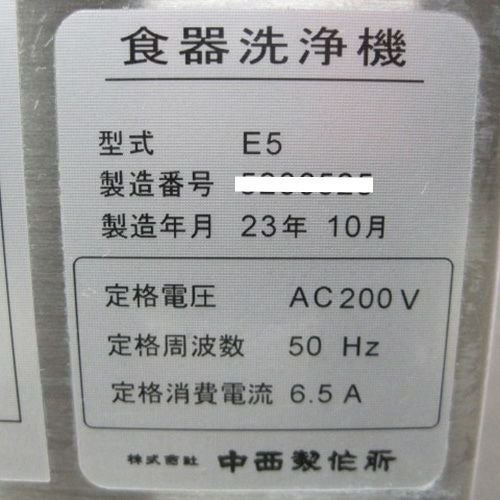 食器洗浄機
型式 E5
製造番号
製造年月 23年 10月
定格電圧 AC200V
定格周波数 50 Hz
定格消費電流 6.5 A
株式会社 中西製作所